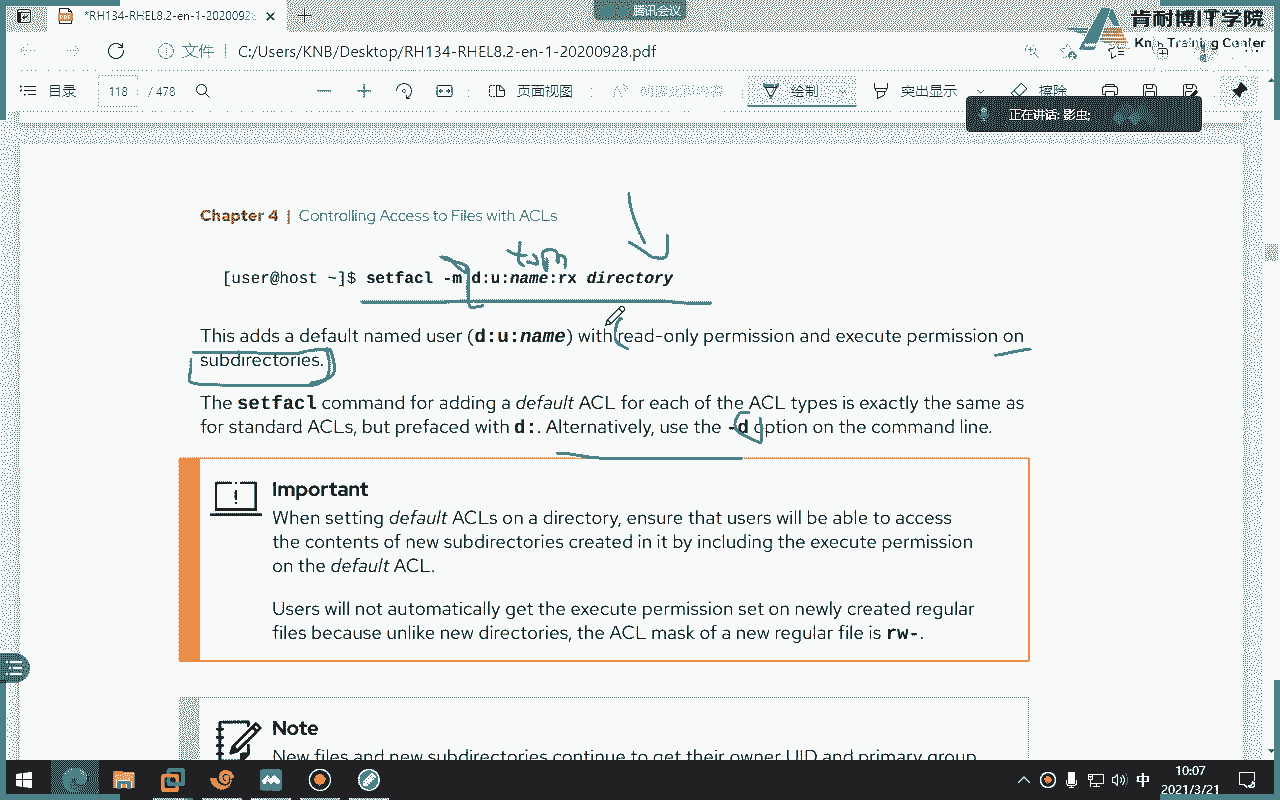 *RH134-RHEL8.2-en-1-2020092
腾讯会议
肯耐博IT学院
Training Center
文件
C:/Users/KNB/Desktop/RH134-RHEL8.2-en-1-20200928.pdf
目录
118
/ 478
页面视图
绘制
突出显示
擦除
正在讲话: 影虫;
Chapter 4 | Controlling Access to Files with ACLs
tom
[user@host ~]$ setfacl -m d:u:name:rx directory
This adds a default named user (d:u:name) with read-only permission and execute permission on
subdirectories.
The setfacl command for adding a default ACL for each of the ACL types is exactly the same as
for standard ACLs, but prefaced with d:. Alternatively, use the -d option on the command line.
Important
When setting default ACLs on a directory, ensure that users will be able to access
the contents of new subdirectories created in it by including the execute permission
on the default ACL.
Users will not automatically get the execute permission set on newly created regular
files because unlike new directories, the ACL mask of a new regular file is rw-.
Note
New files and new subdirectories continue to get their owner UID and primary group
中
10:07
2021/3/21